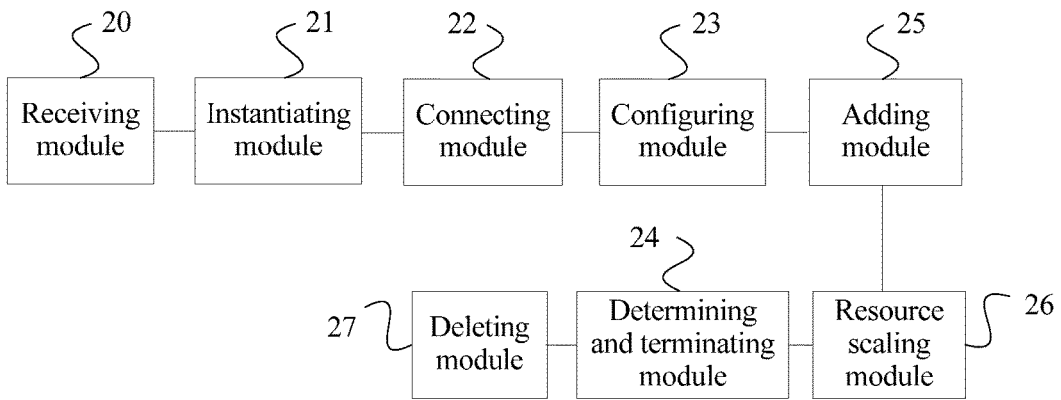 20
21
22
23
25
Receiving
module
Instantiating
module
Connecting
module
Configuring
module
Adding
module
24
27
26
Deleting
module
Determining
and terminating
module
Resource
scaling
module